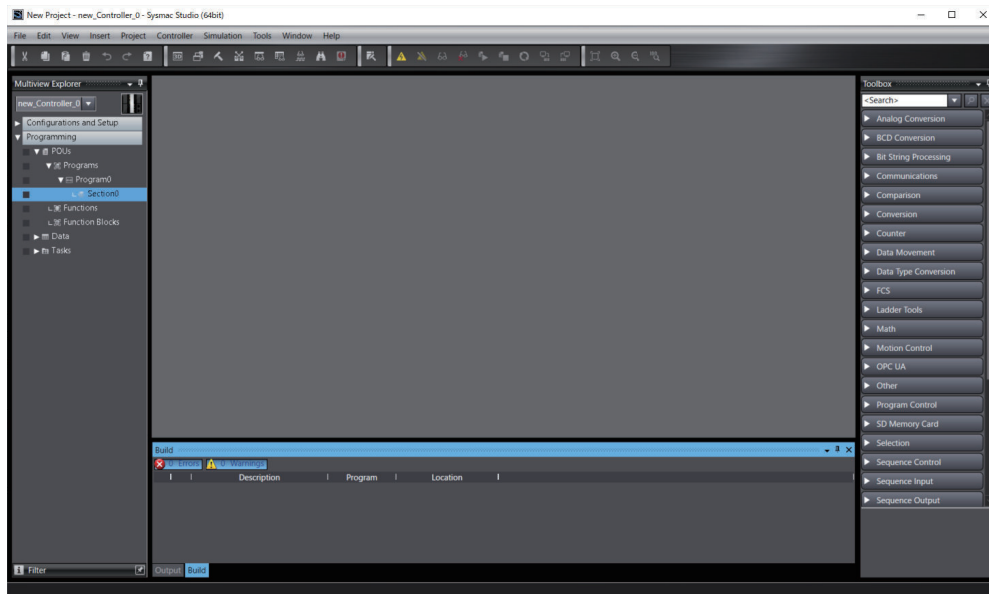 New Project - new_Controller_0 - Sysmac Studio (64bit)
File Edit View Insert Project Controller Simulation Tools Window Help
Multiview Explorer
new_Controller_0
Configurations and Setup
Programming
POUs
Programs
Program0
Section0
Functions
Function Blocks
Data
Tasks
Filter
Build
0 Errors 0 Warnings
Description Program Location
Output Build
Toolbox
<Search>
Analog Conversion
BCD Conversion
Bit String Processing
Communications
Comparison
Conversion
Counter
Data Movement
Data Type Conversion
FCS
Ladder Tools
Math
Motion Control
OPC UA
Other
Program Control
SD Memory Card
Selection
Sequence Control
Sequence Input
Sequence Output